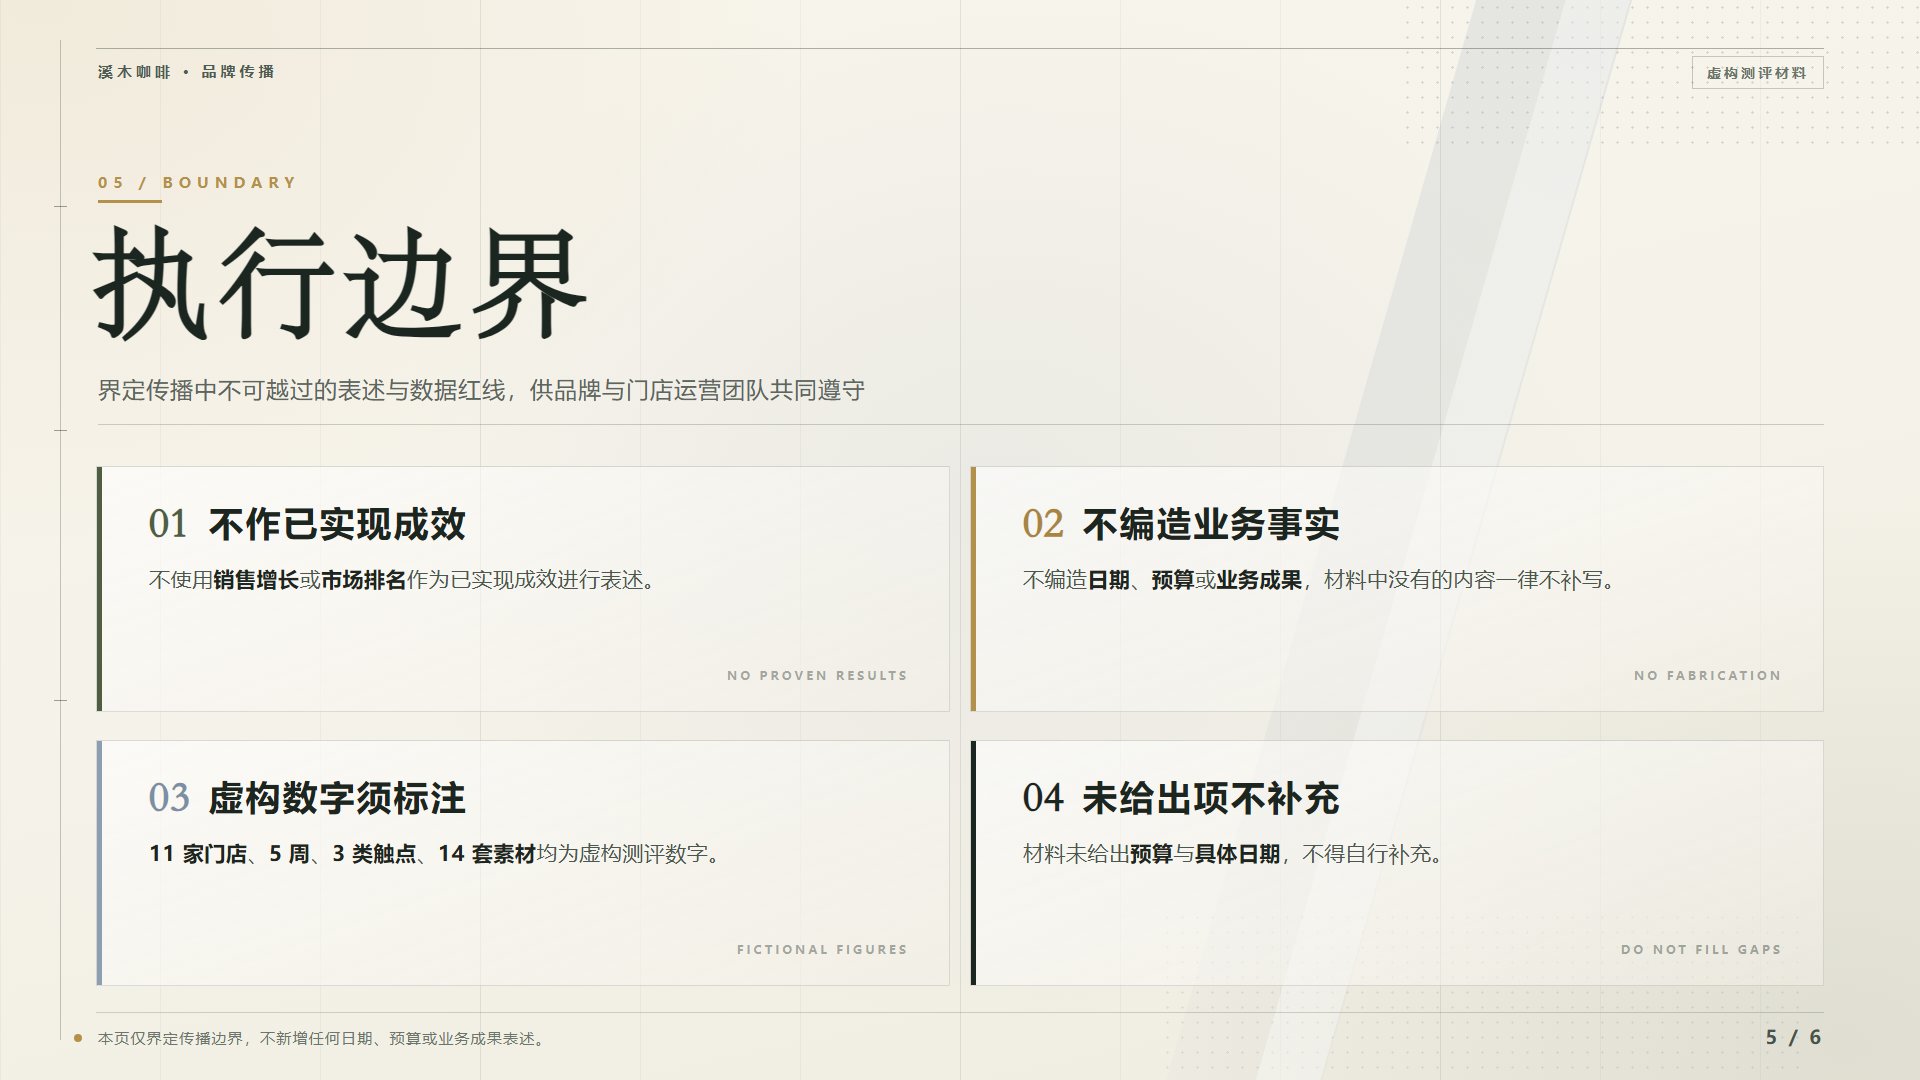 溪木咖啡 • 品牌传播
虚构测评材料
05 / BOUNDARY
执行边界
界定传播中不可越过的表述与数据红线，供品牌与门店运营团队共同遵守
01 不作已实现成效
不使用销售增长或市场排名作为已实现成效进行表述。
NO PROVEN RESULTS
02 不编造业务事实
不编造日期、预算或业务成果，材料中没有的内容一律不补写。
NO FABRICATION
03 虚构数字须标注
11 家门店、5 周、3 类触点、14 套素材均为虚构测评数字。
FICTIONAL FIGURES
04 未给出项不补充
材料未给出预算与具体日期，不得自行补充。
DO NOT FILL GAPS
本页仅界定传播边界，不新增任何日期、预算或业务成果表述。
5 / 6